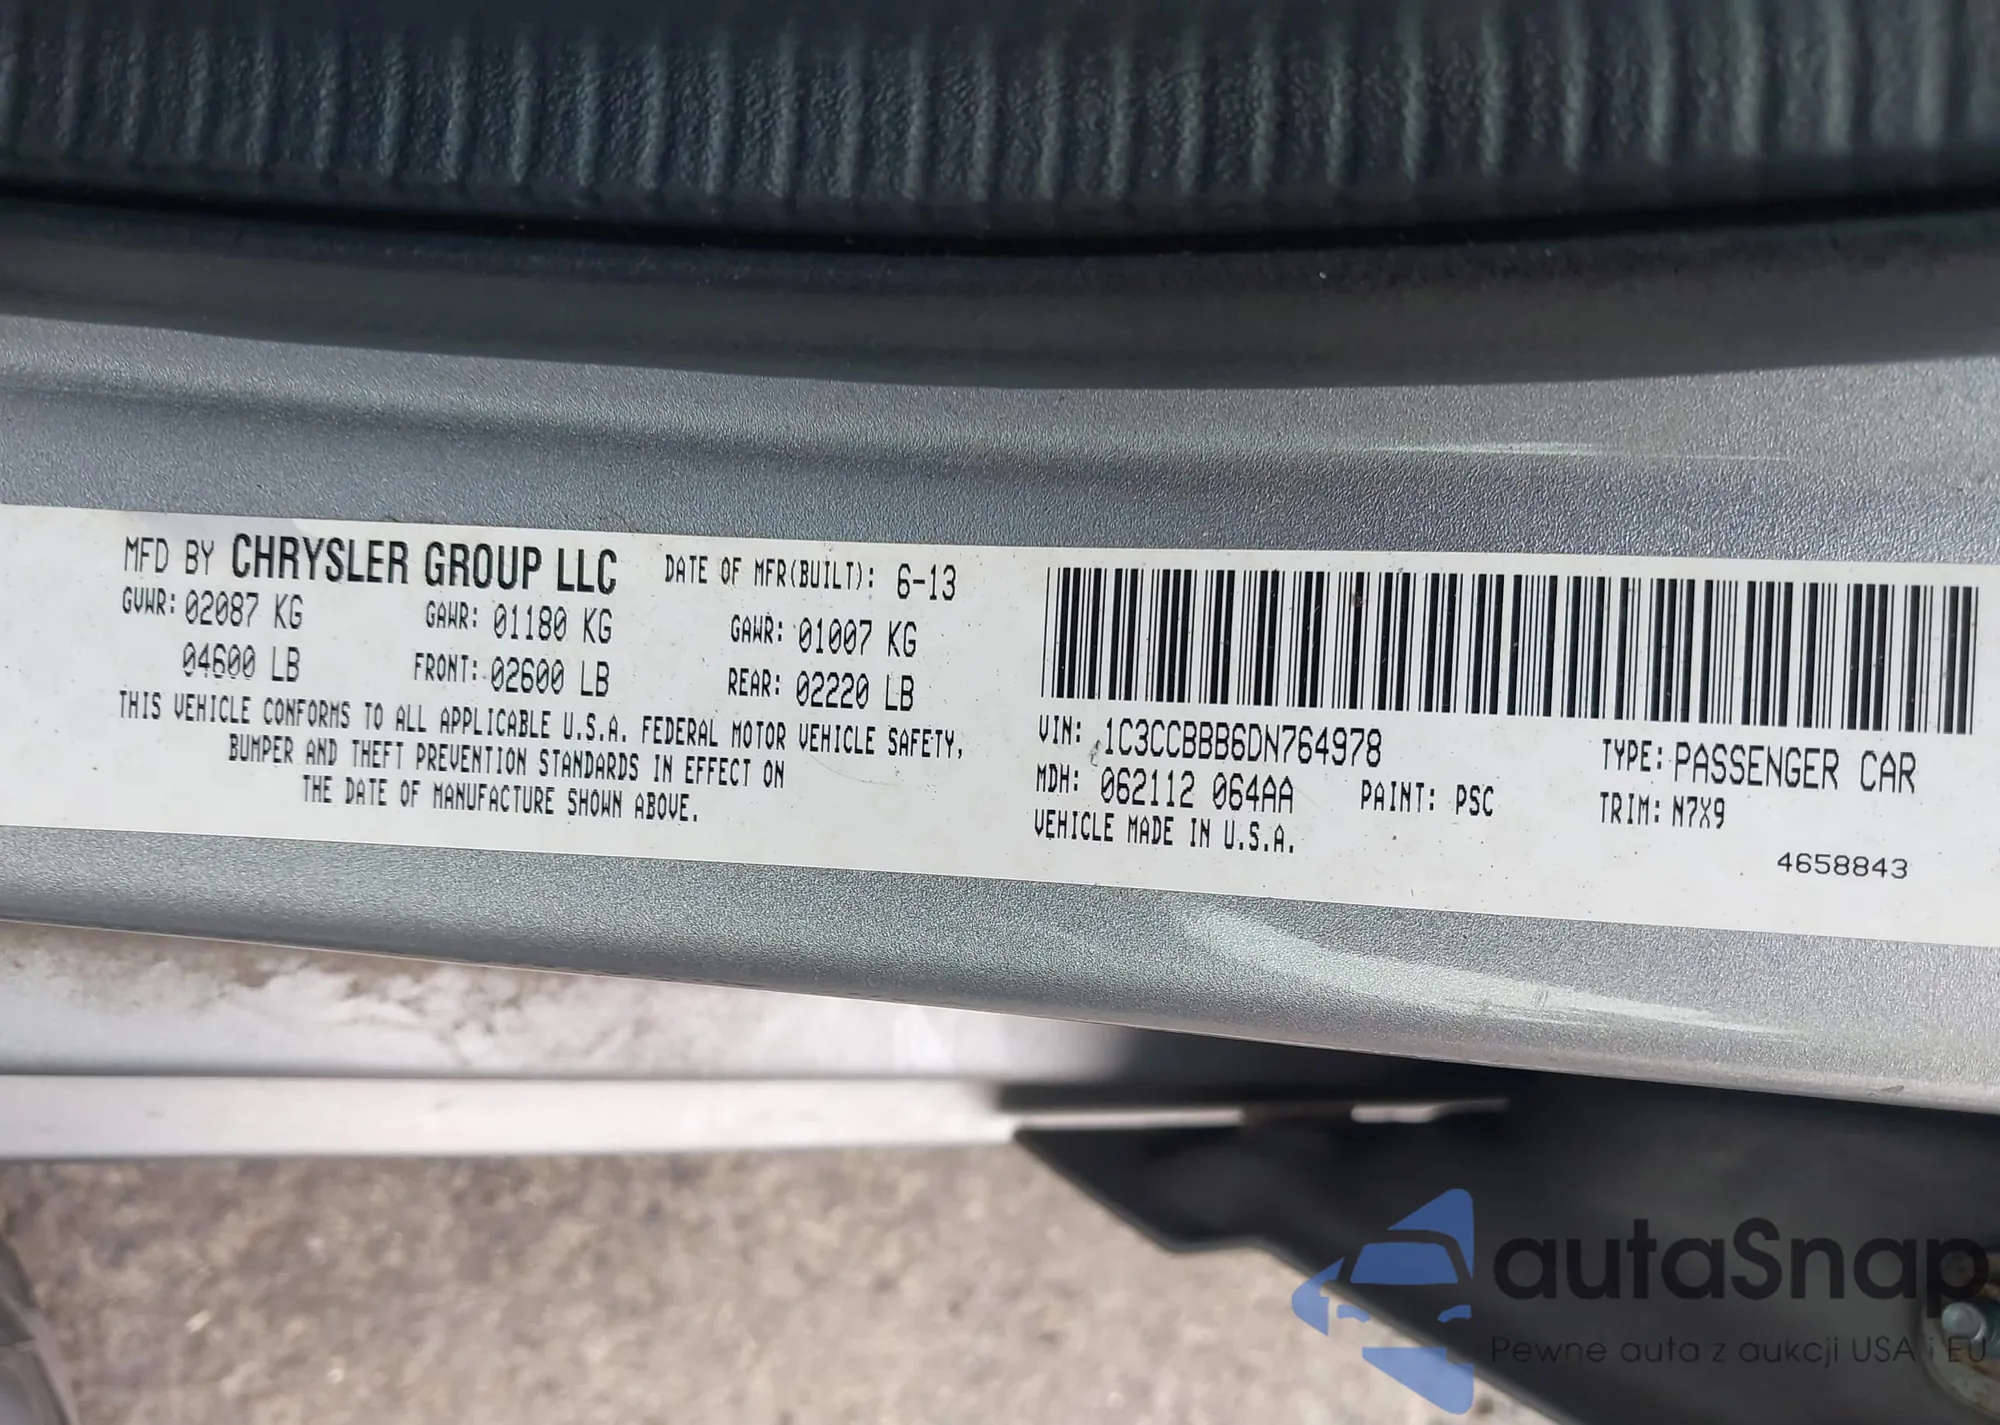 MFD BY CHRYSLER GROUP LLC DATE OF MFR(BUILT): 6-13
GVWR: 02087 KG GAWR: 01180 KG GAWR: 01007 KG
04600 LB FRONT: 02600 LB REAR: 02220 LB
THIS VEHICLE CONFORMS TO ALL APPLICABLE U.S.A. FEDERAL MOTOR VEHICLE SAFETY,
BUMPER AND THEFT PREVENTION STANDARDS IN EFFECT ON
THE DATE OF MANUFACTURE SHOWN ABOVE.
VIN: 1C3CCBBB6DN764978 TYPE: PASSENGER CAR
MDH: 062112 064AA PAINT: PSC TRIM: N7X9
VEHICLE MADE IN U.S.A.
4658843
autaSnap
Pewne auta z aukcji USA i EU